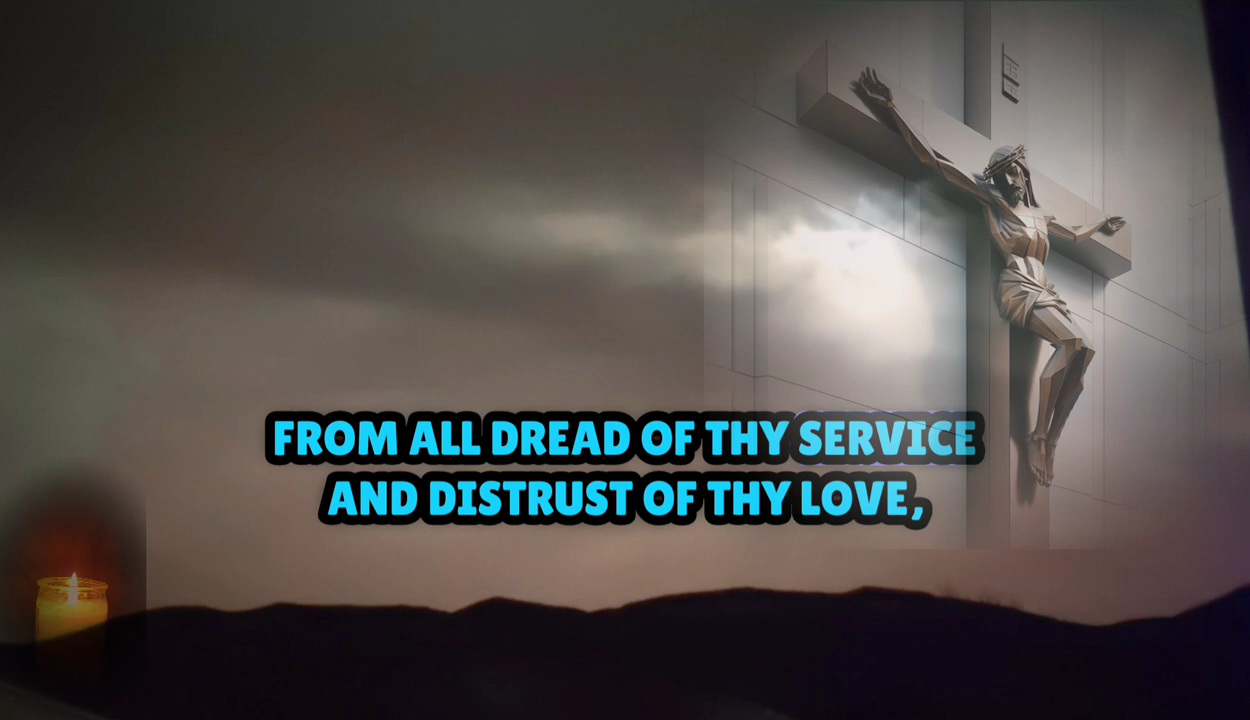 FROM ALL DREAD OF THY SERVICE
AND DISTRUST OF THY LOVE,